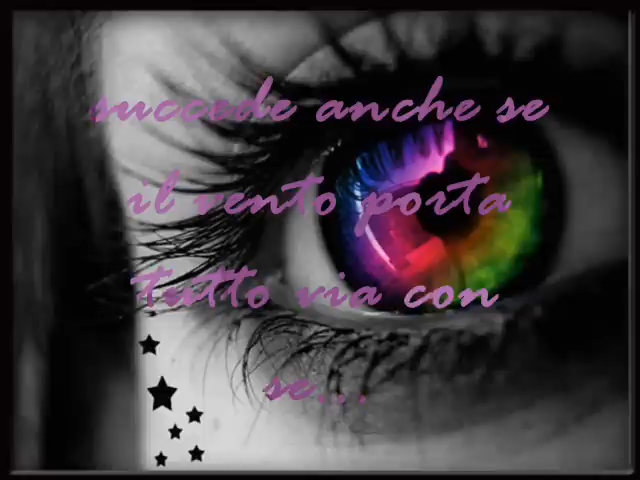 succede anche se
il vento porta
tutto via con
se...